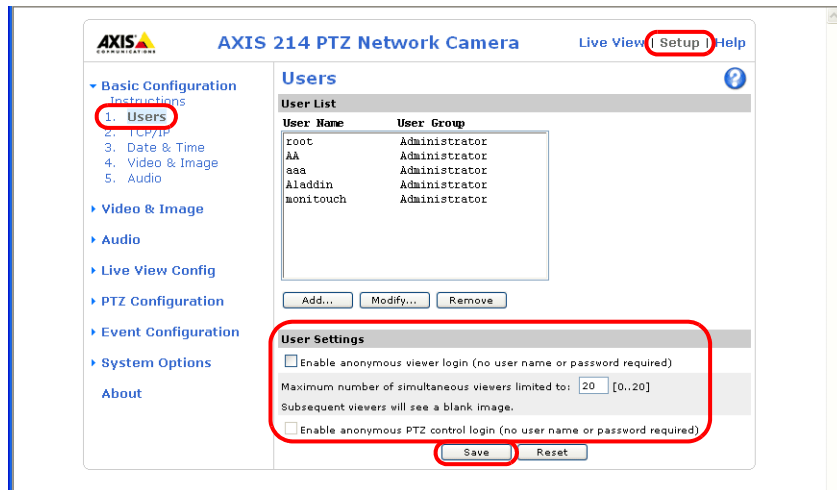 AXIS
COMMUNICATIONS
AXIS 214 PTZ Network Camera
Live View | Setup | Help
Basic Configuration
Instructions
1. Users
2. TCP/IP
3. Date & Time
4. Video & Image
5. Audio
Video & Image
Audio
Live View Config
PTZ Configuration
Event Configuration
System Options
About
Users
?
User List
User Name User Group
root Administrator
AA Administrator
aaa Administrator
Aladdin Administrator
monitouch Administrator
Add... Modify... Remove
User Settings
Enable anonymous viewer login (no user name or password required)
Maximum number of simultaneous viewers limited to: 20 [0..20]
Subsequent viewers will see a blank image.
Enable anonymous PTZ control login (no user name or password required)
Save Reset